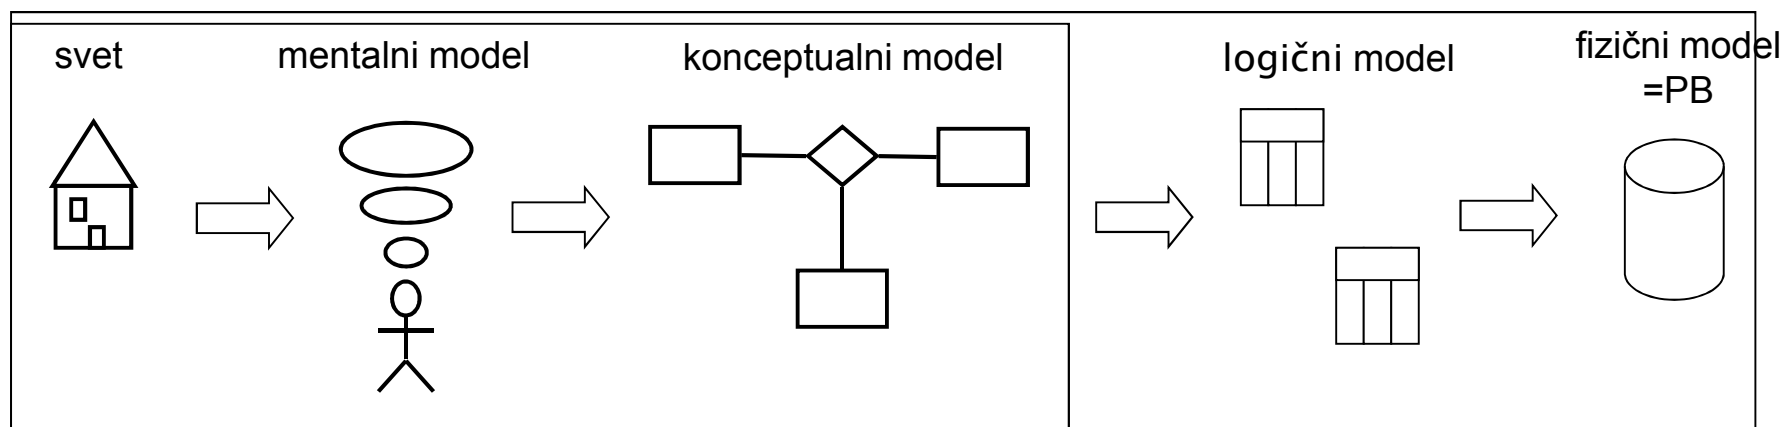 svet
mentalni model
konceptualni model
logični model
fizični model
=PB